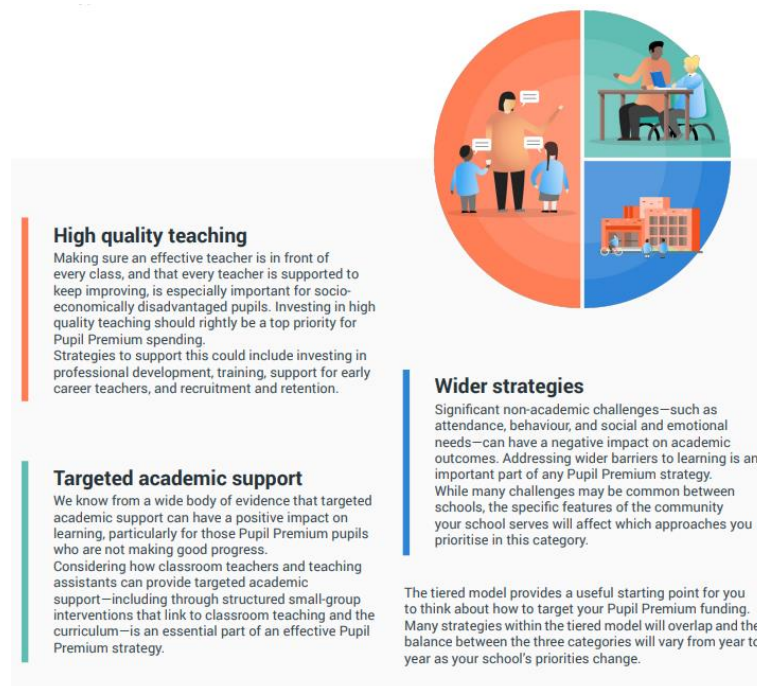 High quality teaching
Making sure an effective teacher is in front of
every class, and that every teacher is supported to
keep improving, is especially important for socio-
economically disadvantaged pupils. Investing in high
quality teaching should rightly be a top priority for
Pupil Premium spending.
Strategies to support this could include investing in
professional development, training, support for early
career teachers, and recruitment and retention.
Targeted academic support
We know from a wide body of evidence that targeted
academic support can have a positive impact on
learning, particularly for those Pupil Premium pupils
who are not making good progress.
Considering how classroom teachers and teaching
assistants can provide targeted academic
support—including through structured small-group
interventions that link to classroom teaching and the
curriculum—is an essential part of an effective Pupil
Premium strategy.
Wider strategies
Significant non-academic challenges—such as
attendance, behaviour, and social and emotional
needs—can have a negative impact on academic
outcomes. Addressing wider barriers to learning is an
important part of any Pupil Premium strategy.
While many challenges may be common between
schools, the specific features of the community
your school serves will affect which approaches you
prioritise in this category.
The tiered model provides a useful starting point for you
to think about how to target your Pupil Premium funding.
Many strategies within the tiered model will overlap and the
balance between the three categories will vary from year to
year as your school's priorities change.